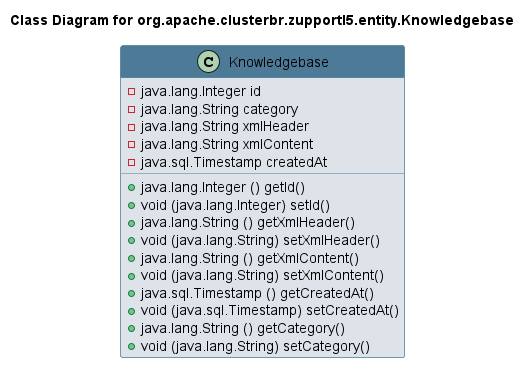 Class Diagram for org.apache.clusterbr.zupportl5.entity.Knowledgebase
C Knowledgebase
java.lang.Integer id
java.lang.String category
java.lang.String xmlHeader
java.lang.String xmlContent
java.sql.Timestamp createdAt
java.lang.Integer () getId()
void (java.lang.Integer) setId()
java.lang.String () getXmlHeader()
void (java.lang.String) setXmlHeader()
java.lang.String () getXmlContent()
void (java.lang.String) setXmlContent()
java.sql.Timestamp () getCreatedAt()
void (java.sql.Timestamp) setCreatedAt()
java.lang.String () getCategory()
void (java.lang.String) setCategory()